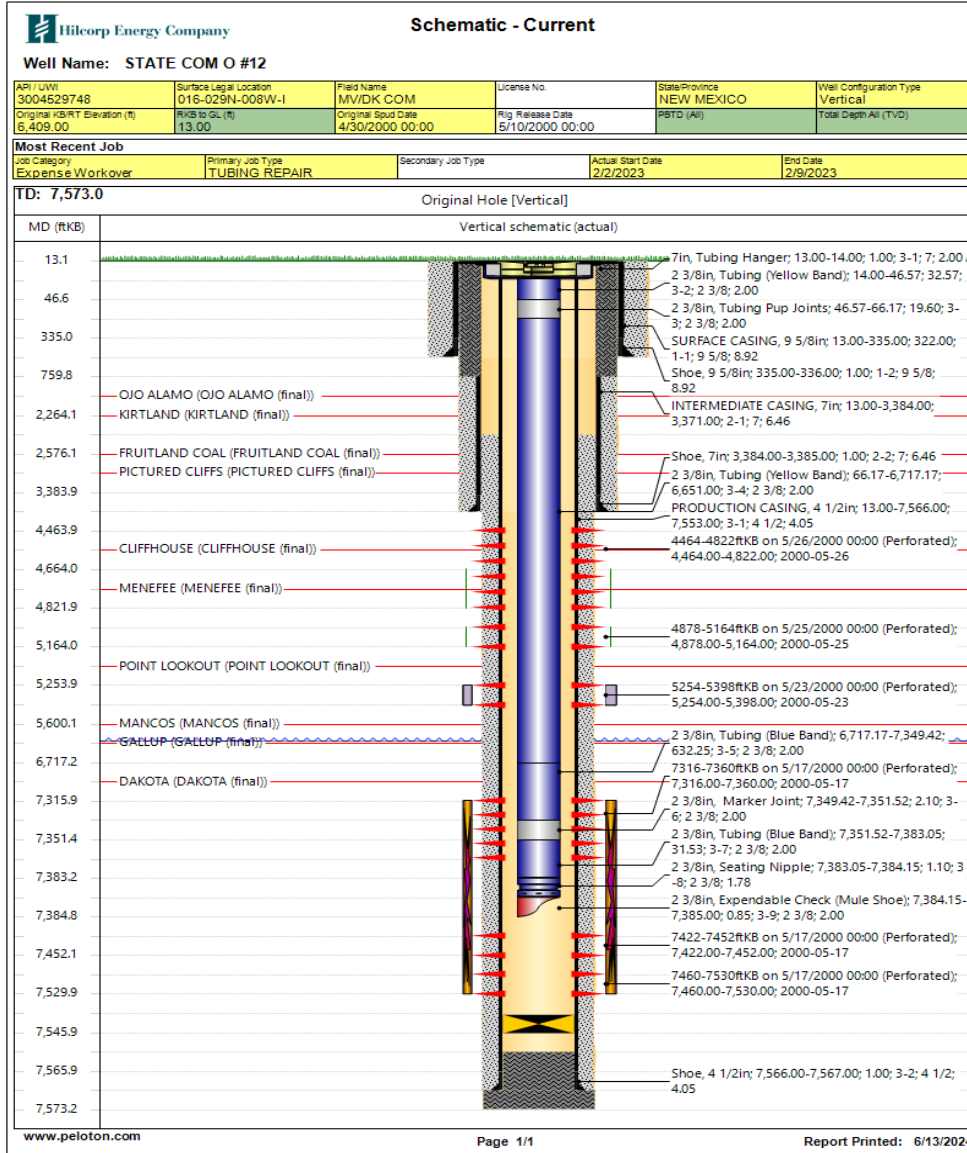 Hilcorp Energy Company
Schematic - Current
Well Name: STATE COM O #12
API / UWI
3004529748
Surface Legal Location
016-029N-008W-I
Field Name
MV/DK COM
License No.
State/Province
NEW MEXICO
Well Configuration Type
Vertical
Original KB/RT Elevation (ft)
6,409.00
RKB to GL (ft)
13.00
Original Spud Date
4/30/2000 00:00
Rig Release Date
5/10/2000 00:00
PBTD (All)
Total Depth All (TVD)
Most Recent Job
Job Category
Expense Workover
Primary Job Type
TUBING REPAIR
Secondary Job Type
Actual Start Date
2/2/2023
End Date
2/9/2023
TD: 7,573.0
Original Hole [Vertical]
MD (ftKB)
Vertical schematic (actual)
13.1
46.6
335.0
759.8
2,264.1
2,576.1
3,383.9
4,463.9
4,664.0
4,821.9
5,164.0
5,253.9
5,600.1
6,717.2
7,315.9
7,351.4
7,383.2
7,384.8
7,452.1
7,529.9
7,545.9
7,565.9
7,573.2
OJO ALAMO (OJO ALAMO (final))
KIRTLAND (KIRTLAND (final))
FRUITLAND COAL (FRUITLAND COAL (final))
PICTURED CLIFFS (PICTURED CLIFFS (final))
CLIFFHOUSE (CLIFFHOUSE (final))
MENEFEE (MENEFEE (final))
POINT LOOKOUT (POINT LOOKOUT (final))
MANCOS (MANCOS (final))
GALLUP (GALLUP (final))
DAKOTA (DAKOTA (final))
7in, Tubing Hanger; 13.00-14.00; 1.00; 3-1; 7; 2.00
2 3/8in, Tubing (Yellow Band); 14.00-46.57; 32.57;
3-2; 2 3/8; 2.00
2 3/8in, Tubing Pup Joints; 46.57-66.17; 19.60; 3-
3; 2 3/8; 2.00
SURFACE CASING, 9 5/8in; 13.00-335.00; 322.00;
1-1; 9 5/8; 8.92
Shoe, 9 5/8in; 335.00-336.00; 1.00; 1-2; 9 5/8;
8.92
INTERMEDIATE CASING, 7in; 13.00-3,384.00;
3,371.00; 2-1; 7; 6.46
Shoe, 7in; 3,384.00-3,385.00; 1.00; 2-2; 7; 6.46
2 3/8in, Tubing (Yellow Band); 66.17-6,717.17;
6,651.00; 3-4; 2 3/8; 2.00
PRODUCTION CASING, 4 1/2in; 13.00-7,566.00;
7,553.00; 3-1; 4 1/2; 4.05
4464-4822ftKB on 5/26/2000 00:00 (Perforated);
4,464.00-4,822.00; 2000-05-26
4878-5164ftKB on 5/25/2000 00:00 (Perforated);
4,878.00-5,164.00; 2000-05-25
5254-5398ftKB on 5/23/2000 00:00 (Perforated);
5,254.00-5,398.00; 2000-05-23
2 3/8in, Tubing (Blue Band); 6,717.17-7,349.42;
632.25; 3-5; 2 3/8; 2.00
7316-7360ftKB on 5/17/2000 00:00 (Perforated);
7,316.00-7,360.00; 2000-05-17
2 3/8in, Marker Joint; 7,349.42-7,351.52; 2.10; 3-
6; 2 3/8; 2.00
2 3/8in, Tubing (Blue Band); 7,351.52-7,383.05;
31.53; 3-7; 2 3/8; 2.00
2 3/8in, Seating Nipple; 7,383.05-7,384.15; 1.10; 3
-8; 2 3/8; 1.78
2 3/8in, Expendable Check (Mule Shoe); 7,384.15-
7,385.00; 0.85; 3-9; 2 3/8; 2.00
7422-7452ftKB on 5/17/2000 00:00 (Perforated);
7,422.00-7,452.00; 2000-05-17
7460-7530ftKB on 5/17/2000 00:00 (Perforated);
7,460.00-7,530.00; 2000-05-17
Shoe, 4 1/2in; 7,566.00-7,567.00; 1.00; 3-2; 4 1/2;
4.05
www.peloton.com
Page 1/1
Report Printed: 6/13/2024